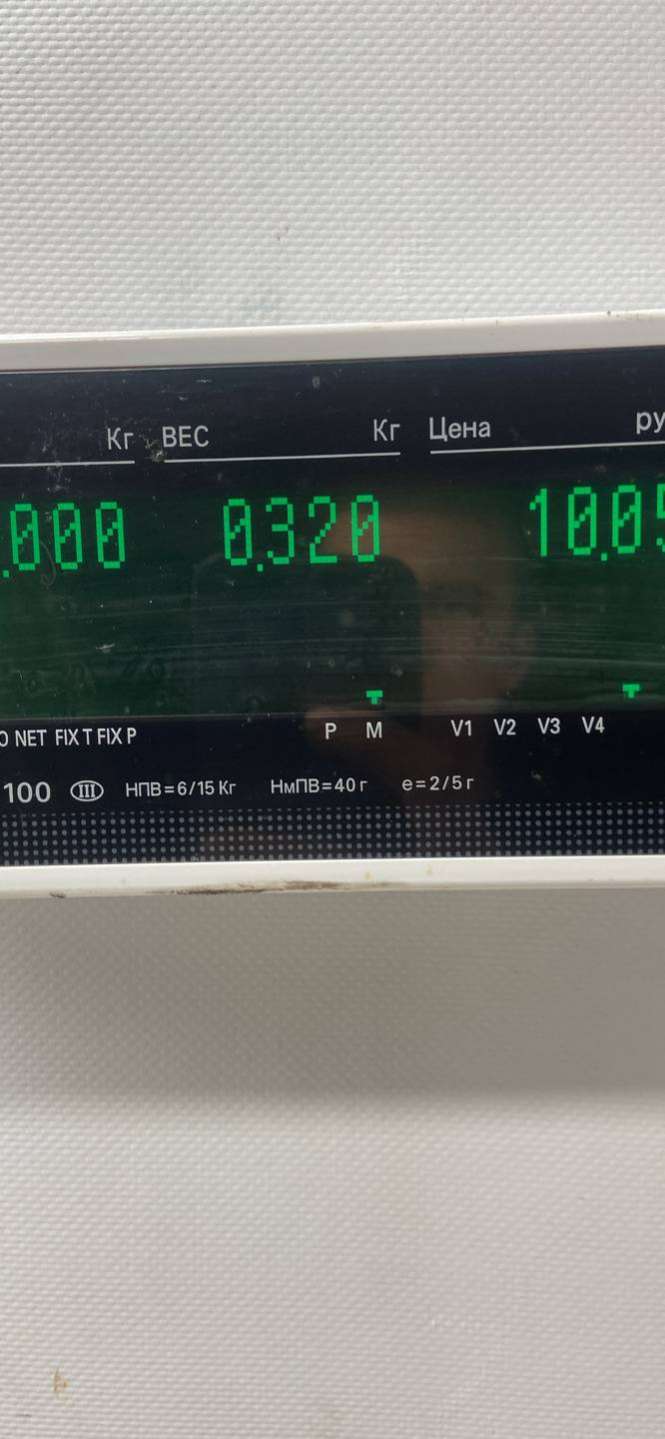 Кг ВЕС Кг Цена ру
.000 0.320 10.05
O NET FIX T FIX P P M V1 V2 V3 V4
100 III НПВ=6/15 Кг НмПВ=40 г e=2/5 г